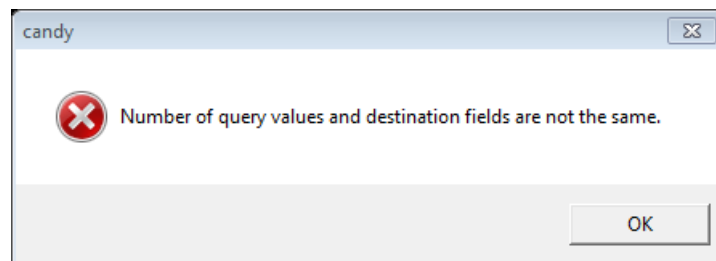 candy
Number of query values and destination fields are not the same.
OK